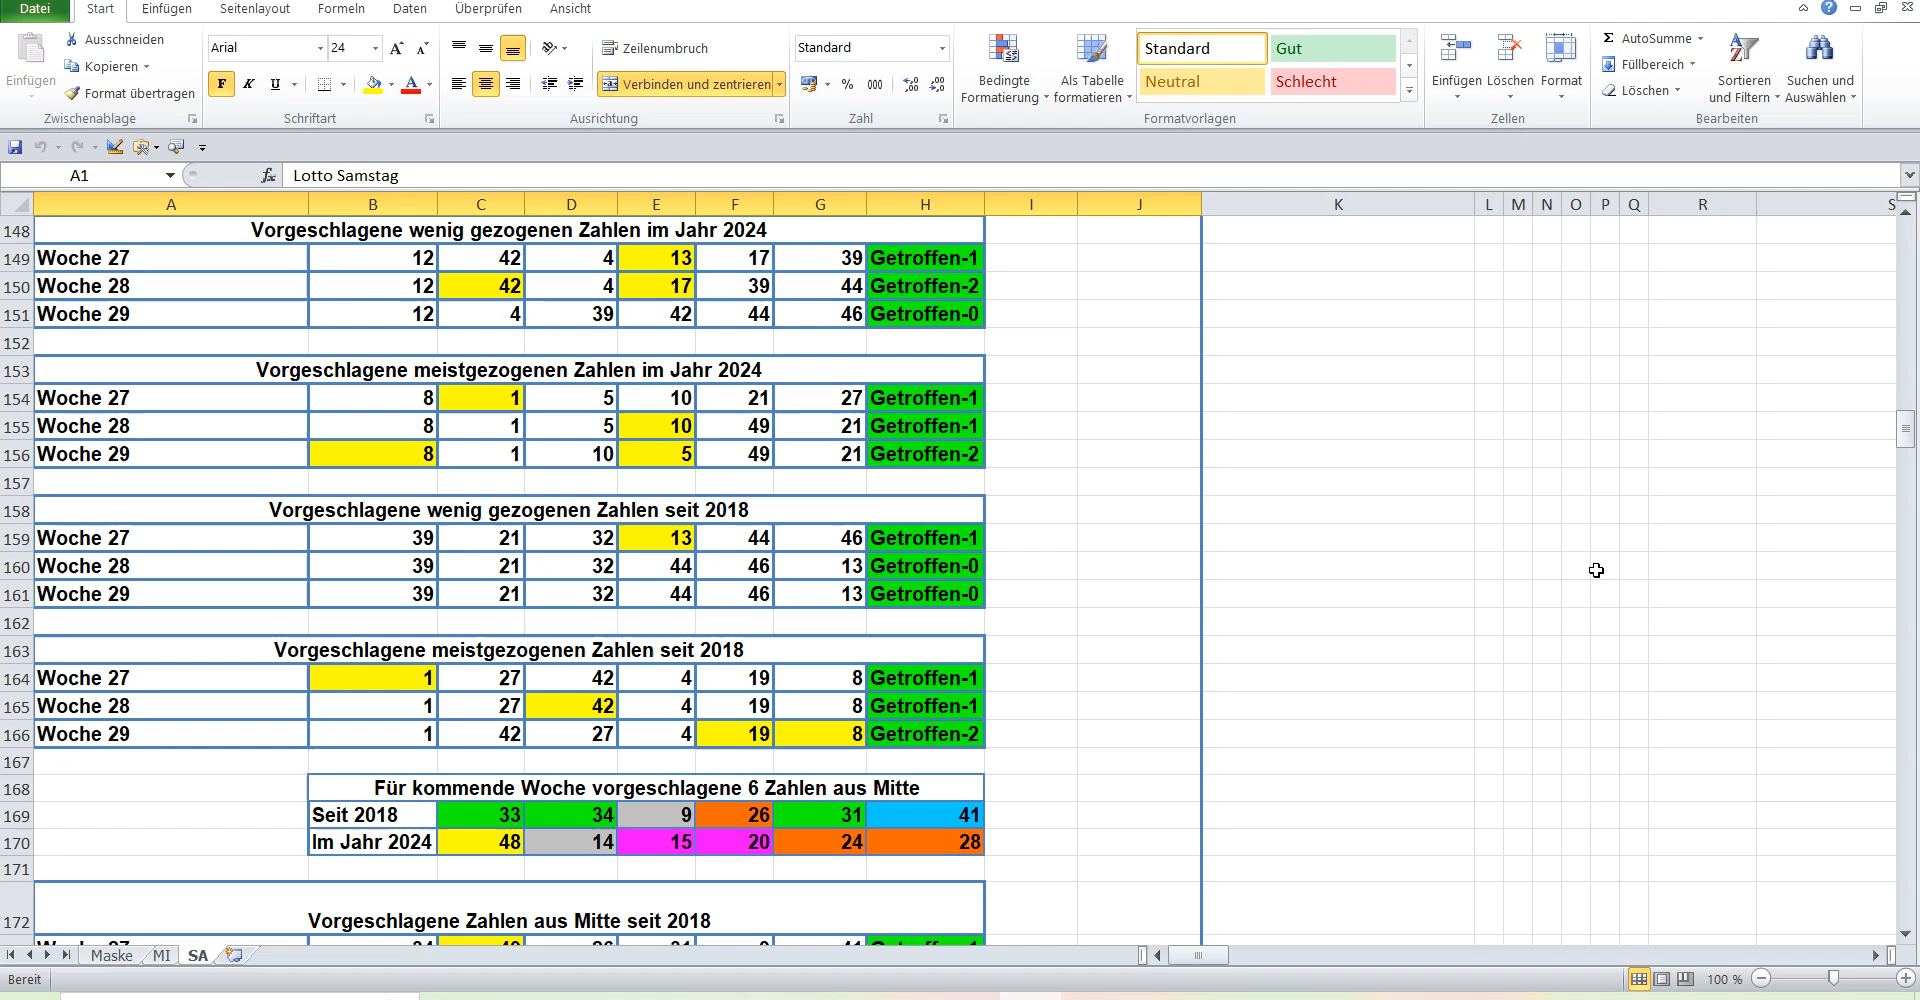 Datei Start Einfügen Seitenlayout Formeln Daten Überprüfen Ansicht
Einfügen
Ausschneiden
Kopieren
Format übertragen
Zwischenablage
Arial 24
F K U
Schriftart
Zeilenumbruch
Verbinden und zentrieren
Ausrichtung
Standard
% 000
Zahl
Bedingte Formatierung
Als Tabelle formatieren
Standard Gut
Neutral Schlecht
Formatvorlagen
Einfügen Löschen Format
Zellen
Σ AutoSumme
Füllbereich
Löschen
Sortieren und Filtern
Suchen und Auswählen
Bearbeiten
A1 fx Lotto Samstag
A B C D E F G H I J K L M N O P Q R S
148 Vorgeschlagene wenig gezogenen Zahlen im Jahr 2024
149 Woche 27 12 42 4 13 17 39 Getroffen-1
150 Woche 28 12 42 4 17 39 44 Getroffen-2
151 Woche 29 12 4 39 42 44 46 Getroffen-0
152
153 Vorgeschlagene meistgezogenen Zahlen im Jahr 2024
154 Woche 27 8 1 5 10 21 27 Getroffen-1
155 Woche 28 8 1 5 10 49 21 Getroffen-1
156 Woche 29 8 1 10 5 49 21 Getroffen-2
157
158 Vorgeschlagene wenig gezogenen Zahlen seit 2018
159 Woche 27 39 21 32 13 44 46 Getroffen-1
160 Woche 28 39 21 32 44 46 13 Getroffen-0
161 Woche 29 39 21 32 44 46 13 Getroffen-0
162
163 Vorgeschlagene meistgezogenen Zahlen seit 2018
164 Woche 27 1 27 42 4 19 8 Getroffen-1
165 Woche 28 1 27 42 4 19 8 Getroffen-1
166 Woche 29 1 42 27 4 19 8 Getroffen-2
167
168 Für kommende Woche vorgeschlagene 6 Zahlen aus Mitte
169 Seit 2018 33 34 9 26 31 41
170 Im Jahr 2024 48 14 15 20 24 28
171
172 Vorgeschlagene Zahlen aus Mitte seit 2018
Maske MI SA
Bereit 100 %